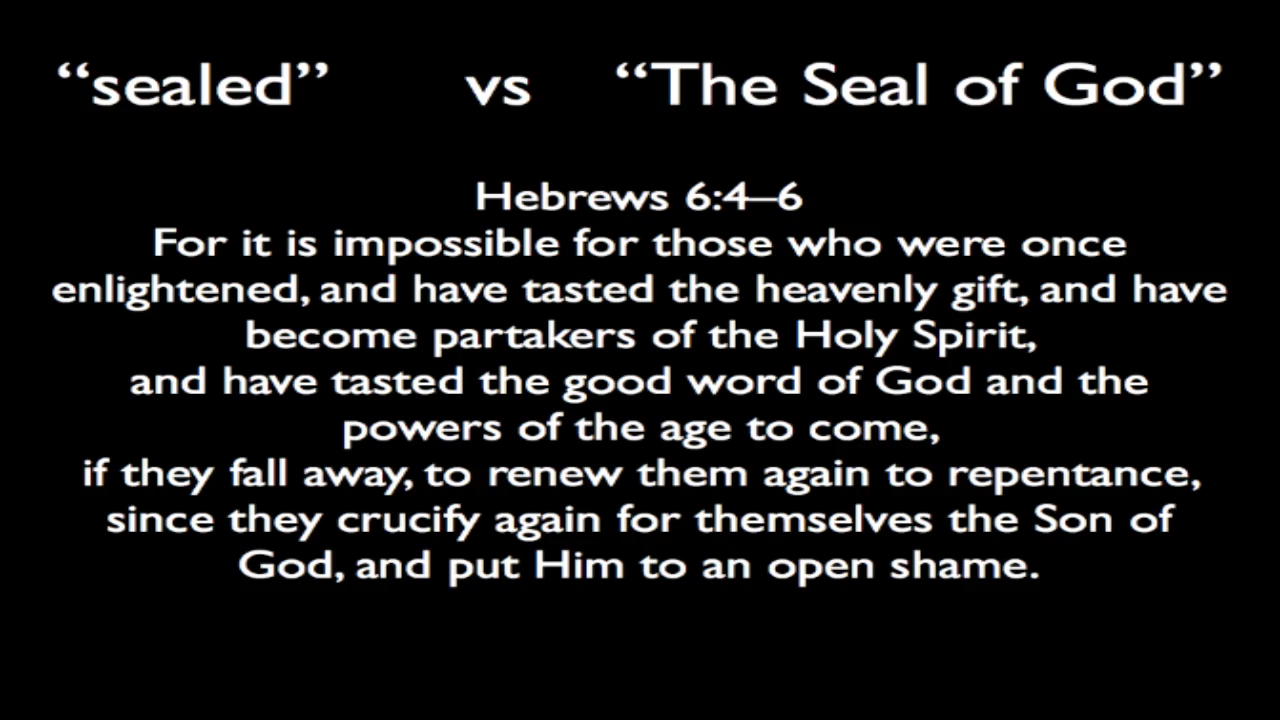 “sealed” vs “The Seal of God”
Hebrews 6:4–6
For it is impossible for those who were once
enlightened, and have tasted the heavenly gift, and have
become partakers of the Holy Spirit,
and have tasted the good word of God and the
powers of the age to come,
if they fall away, to renew them again to repentance,
since they crucify again for themselves the Son of
God, and put Him to an open shame.